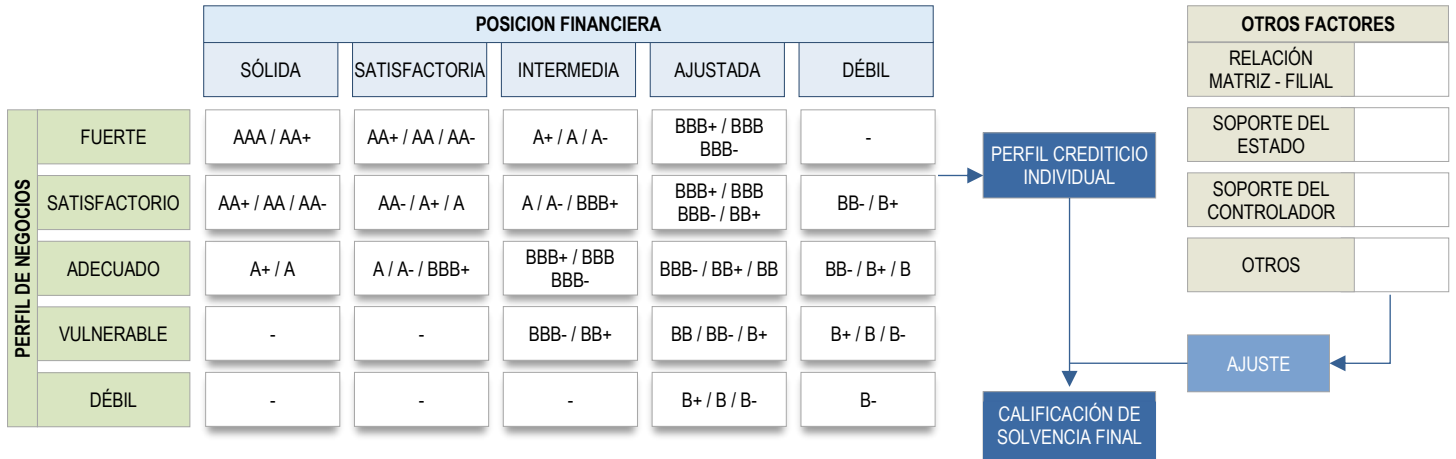 POSICION FINANCIERA
SÓLIDA
SATISFACTORIA
INTERMEDIA
AJUSTADA
DÉBIL
PERFIL DE NEGOCIOS
FUERTE
AAA / AA+
AA+ / AA / AA-
A+ / A / A-
BBB+ / BBB
BBB-
-
SATISFACTORIO
AA+ / AA / AA-
AA- / A+ / A
A / A- / BBB+
BBB+ / BBB
BBB- / BB+
BB- / B+
ADECUADO
A+ / A
A / A- / BBB+
BBB+ / BBB
BBB-
BBB- / BB+ / BB
BB- / B+ / B
VULNERABLE
-
-
BBB- / BB+
BB / BB- / B+
B+ / B / B-
DÉBIL
-
-
-
B+ / B / B-
B-
PERFIL CREDITICIO
INDIVIDUAL
CALIFICACIÓN DE
SOLVENCIA FINAL
OTROS FACTORES
RELACIÓN
MATRIZ - FILIAL
SOPORTE DEL
ESTADO
SOPORTE DEL
CONTROLADOR
OTROS
AJUSTE